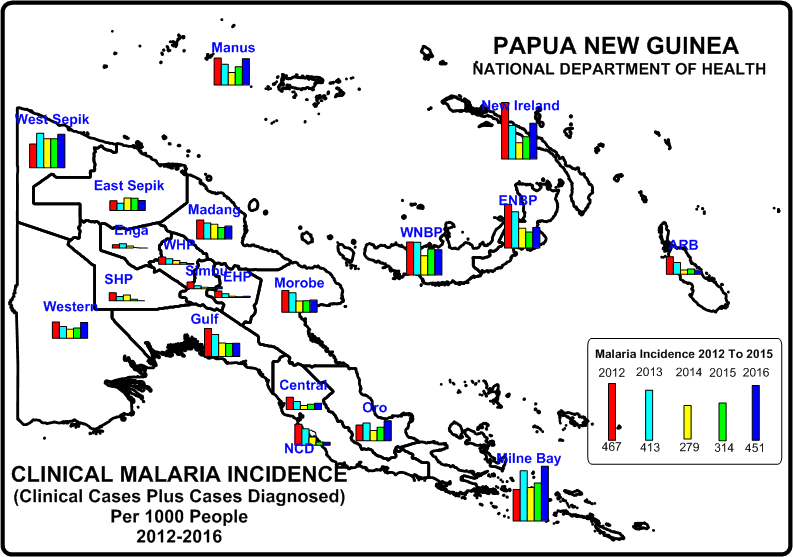 Manus
PAPUA NEW GUINEA
NATIONAL DEPARTMENT OF HEALTH
New Ireland
West Sepik
East Sepik
ENBP
Madang
Enga
WHP
WNBP
ARB
Simbu
EHP
SHP
Morobe
Western
Gulf
Malaria Incidence 2012 To 2015
2012 2013 2014 2015 2016
467 413 279 314 451
Central
Oro
NCD
Milne Bay
CLINICAL MALARIA INCIDENCE
(Clinical Cases Plus Cases Diagnosed)
Per 1000 People
2012-2016